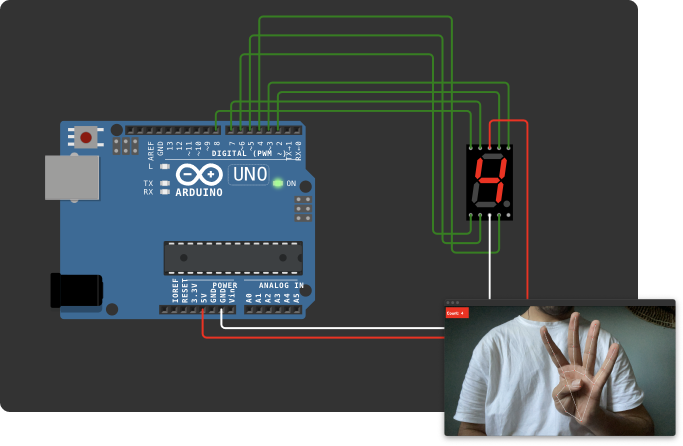 AREF
GND
13
12
~11
~10
~9
8
7
~6
~5
4
~3
2
TX→1
RX←0
DIGITAL (PWM ~)
L
TX
RX
UNO
ON
ARDUINO
POWER
ANALOG IN
IOREF
RESET
3.3V
5V
GND
GND
Vin
A0
A1
A2
A3
A4
A5
4
Count: 4